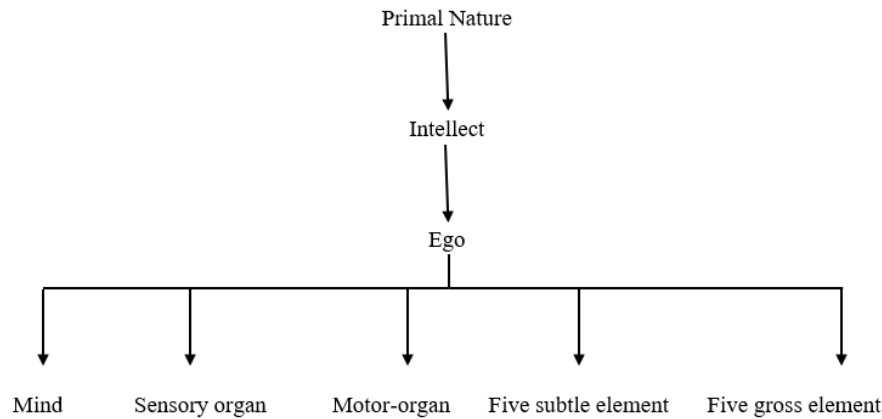 Primal Nature
Intellect
Ego
Mind
Sensory organ
Motor-organ
Five subtle element
Five gross element